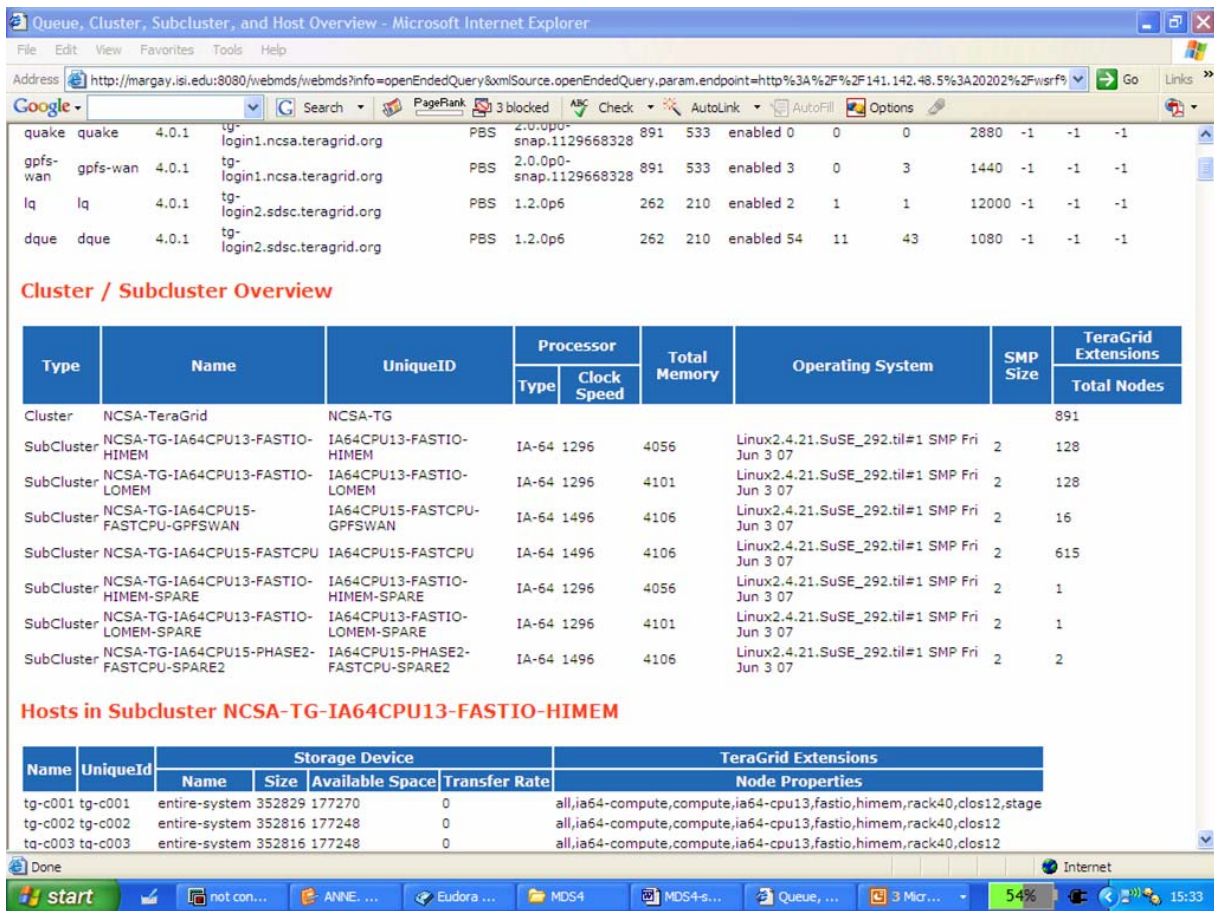 Queue, Cluster, Subcluster, and Host Overview - Microsoft Internet Explorer
File Edit View Favorites Tools Help
Address http://margay.isi.edu:8080/webmds/webmds?info=openEndedQuery&xmlSource.openEndedQuery.param.endpoint=http%3A%2F%2F141.142.48.5%3A20202%2Fwsrf% Go Links »
Google Search PageRank 3 blocked Check AutoLink AutoFill Options
quake quake 4.0.1 tg-login1.ncsa.teragrid.org PBS 2.0.0p0-snap.1129668328 891 533 enabled 0 0 0 2880 -1 -1 -1
gpfs-wan gpfs-wan 4.0.1 tg-login1.ncsa.teragrid.org PBS 2.0.0p0-snap.1129668328 891 533 enabled 3 0 3 1440 -1 -1 -1
lq lq 4.0.1 tg-login2.sdsc.teragrid.org PBS 1.2.0p6 262 210 enabled 2 1 1 12000 -1 -1 -1
dque dque 4.0.1 tg-login2.sdsc.teragrid.org PBS 1.2.0p6 262 210 enabled 54 11 43 1080 -1 -1 -1
Cluster / Subcluster Overview
Type Name UniqueID Processor Total Memory Operating System SMP Size TeraGrid Extensions
Type Clock Speed Total Nodes
Cluster NCSA-TeraGrid NCSA-TG 891
SubCluster NCSA-TG-IA64CPU13-FASTIO-HIMEM IA64CPU13-FASTIO-HIMEM IA-64 1296 4056 Linux2.4.21.SuSE_292.til#1 SMP Fri Jun 3 07 2 128
SubCluster NCSA-TG-IA64CPU13-FASTIO-LOMEM IA64CPU13-FASTIO-LOMEM IA-64 1296 4101 Linux2.4.21.SuSE_292.til#1 SMP Fri Jun 3 07 2 128
SubCluster NCSA-TG-IA64CPU15-FASTCPU-GPFSWAN IA64CPU15-FASTCPU-GPFSWAN IA-64 1496 4106 Linux2.4.21.SuSE_292.til#1 SMP Fri Jun 3 07 2 16
SubCluster NCSA-TG-IA64CPU15-FASTCPU IA64CPU15-FASTCPU IA-64 1496 4106 Linux2.4.21.SuSE_292.til#1 SMP Fri Jun 3 07 2 615
SubCluster NCSA-TG-IA64CPU13-FASTIO-HIMEM-SPARE IA64CPU13-FASTIO-HIMEM-SPARE IA-64 1296 4056 Linux2.4.21.SuSE_292.til#1 SMP Fri Jun 3 07 2 1
SubCluster NCSA-TG-IA64CPU13-FASTIO-LOMEM-SPARE IA64CPU13-FASTIO-LOMEM-SPARE IA-64 1296 4101 Linux2.4.21.SuSE_292.til#1 SMP Fri Jun 3 07 2 1
SubCluster NCSA-TG-IA64CPU15-PHASE2-FASTCPU-SPARE2 IA64CPU15-PHASE2-FASTCPU-SPARE2 IA-64 1496 4106 Linux2.4.21.SuSE_292.til#1 SMP Fri Jun 3 07 2 2
Hosts in Subcluster NCSA-TG-IA64CPU13-FASTIO-HIMEM
Name UniqueId Storage Device TeraGrid Extensions
Name Size Available Space Transfer Rate Node Properties
tg-c001 tg-c001 entire-system 352829 177270 0 all,ia64-compute,compute,ia64-cpu13,fastio,himem,rack40,clos12,stage
tg-c002 tg-c002 entire-system 352816 177248 0 all,ia64-compute,compute,ia64-cpu13,fastio,himem,rack40,clos12
tg-c003 tg-c003 entire-system 352816 177248 0 all,ia64-compute,compute,ia64-cpu13,fastio,himem,rack40,clos12
Done Internet
start not con... ANNE. ... Eudora ... MDS4 MDS4-s... Queue, ... 3 Micr... 54% 15:33